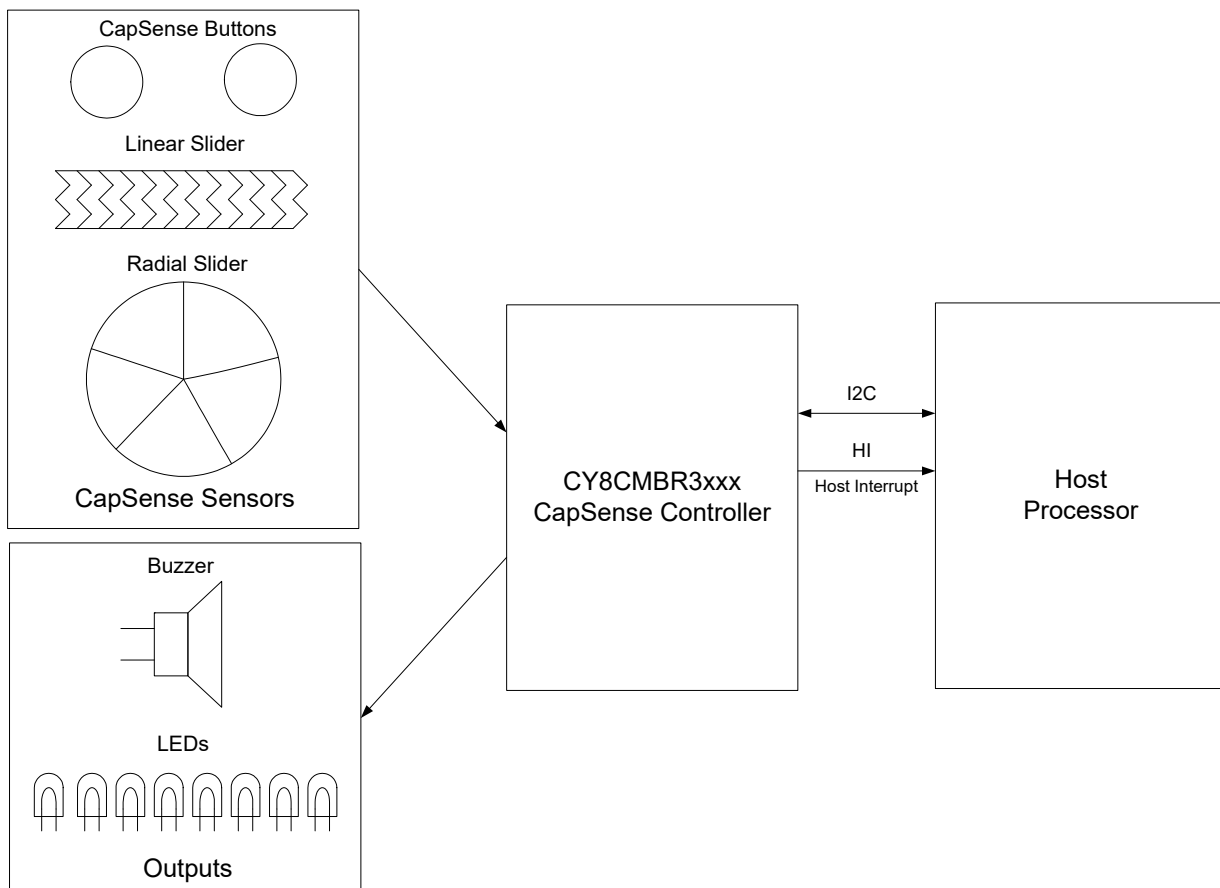 CapSense Buttons
Linear Slider
Radial Slider
CapSense Sensors
Buzzer
LEDs
Outputs
CY8CMBR3xxx
CapSense Controller
I2C
HI
Host Interrupt
Host
Processor